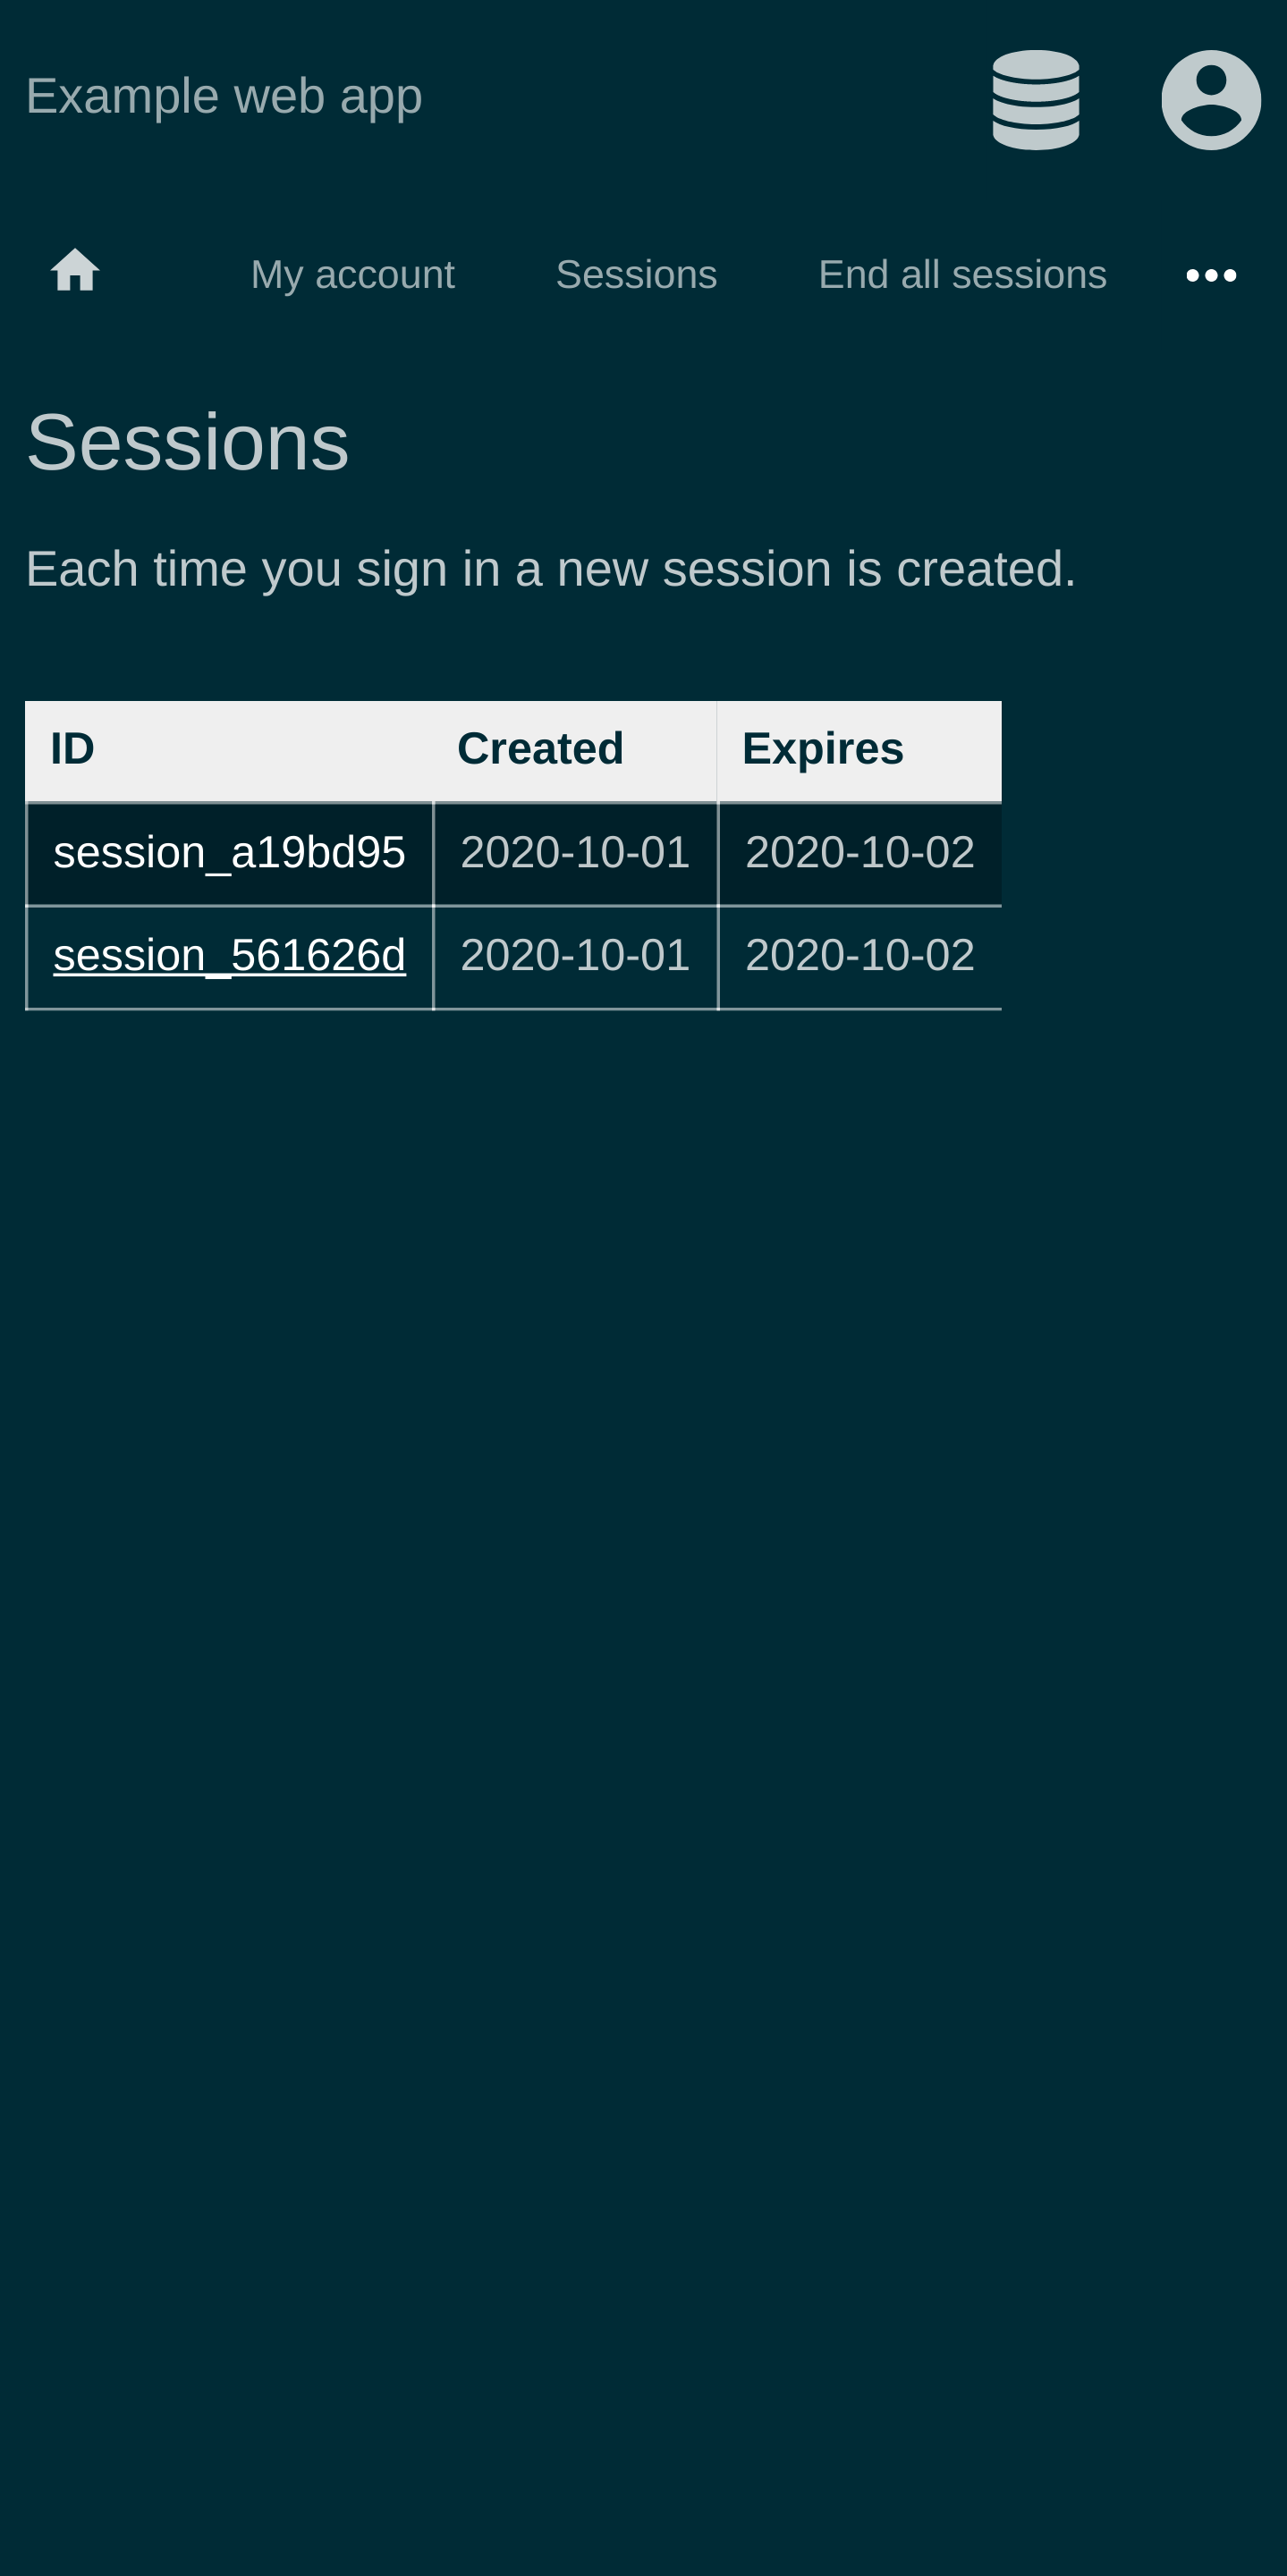 Example web app
My account Sessions End all sessions
Sessions
Each time you sign in a new session is created.
ID Created Expires
session_a19bd95 2020-10-01 2020-10-02
session_561626d 2020-10-01 2020-10-02